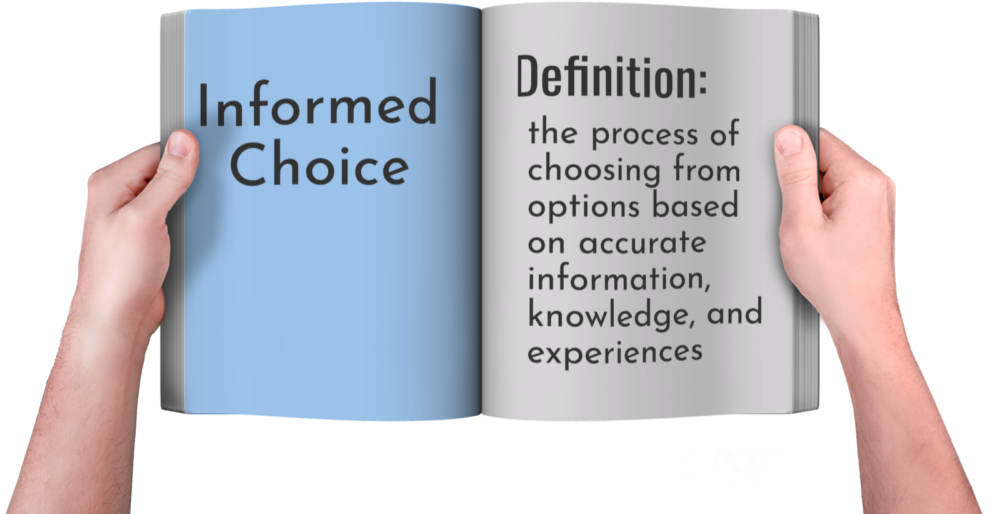 Informed
Choice
Definition:
the process of
choosing from
options based
on accurate
information,
knowledge, and
experiences